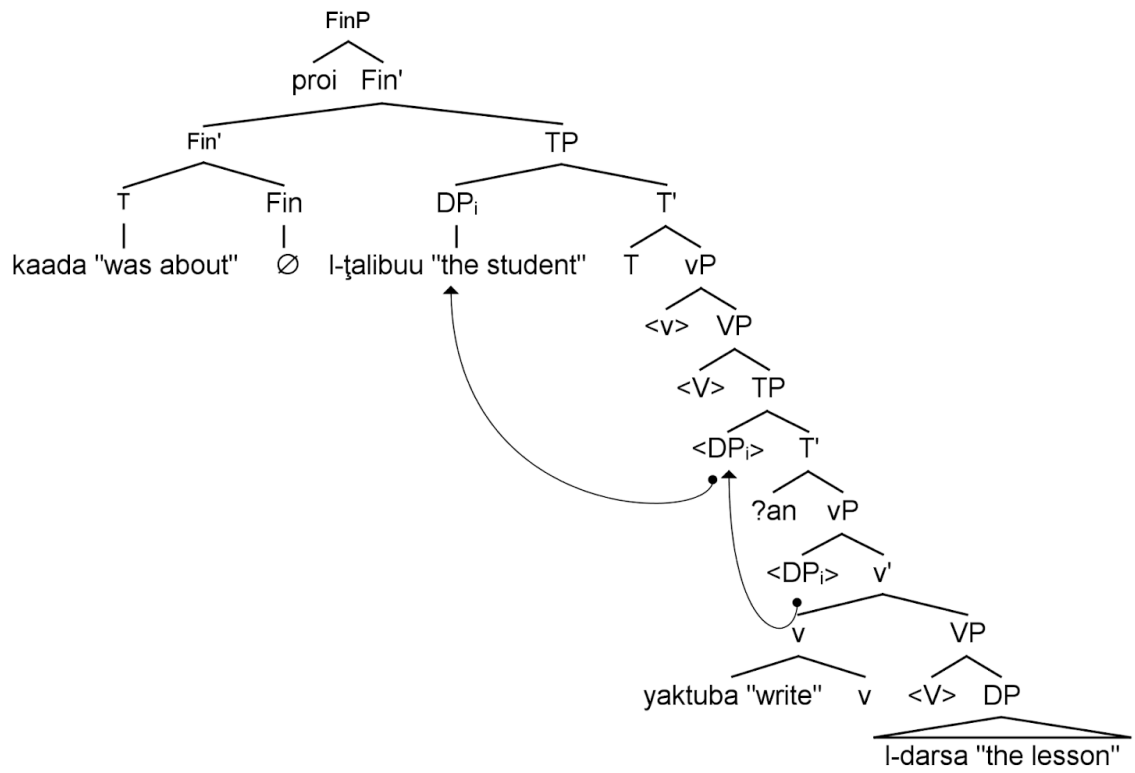 FinP
proi Fin'
Fin' TP
T Fin DPᵢ T'
kaada "was about" ∅ l-ţalibuu "the student" T vP
<v> VP
<V> TP
<DPᵢ> T'
?an vP
<DPᵢ> v'
v VP
yaktuba "write" v <V> DP
l-darsa "the lesson"